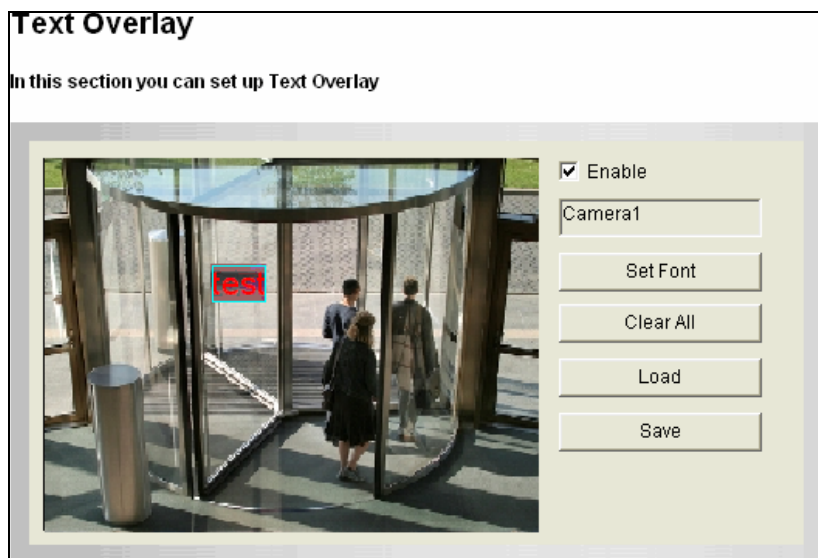 Text Overlay
In this section you can set up Text Overlay
Enable
Camera1
test
Set Font
Clear All
Load
Save